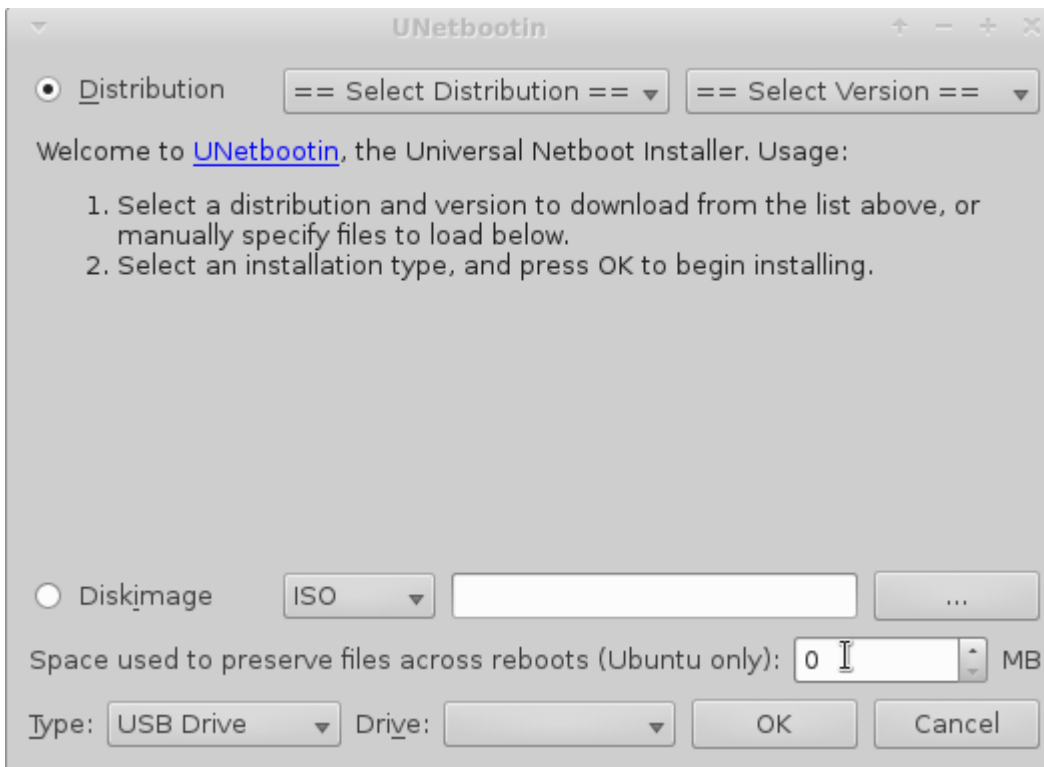 UNetbootin
Distribution == Select Distribution == == Select Version ==
Welcome to UNetbootin, the Universal Netboot Installer. Usage:
1. Select a distribution and version to download from the list above, or
manually specify files to load below.
2. Select an installation type, and press OK to begin installing.
Diskimage ISO ...
Space used to preserve files across reboots (Ubuntu only): 0 MB
Type: USB Drive Drive: OK Cancel